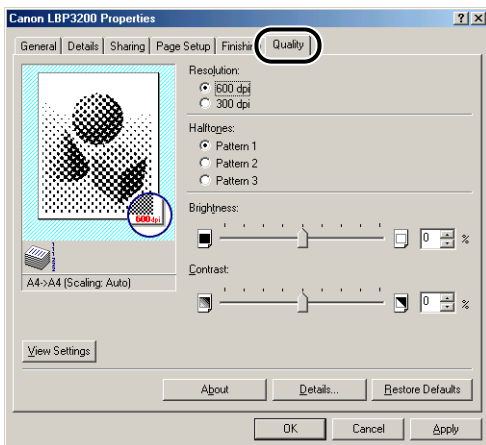 Canon LBP3200 Properties
General Details Sharing Page Setup Finishin Quality
Resolution:
600 dpi
300 dpi
Halftones:
Pattern 1
Pattern 2
Pattern 3
600dpi
Brightness:
0 %
A4->A4 (Scaling: Auto)
Contrast:
0 %
View Settings
About Details... Restore Defaults
OK Cancel Apply